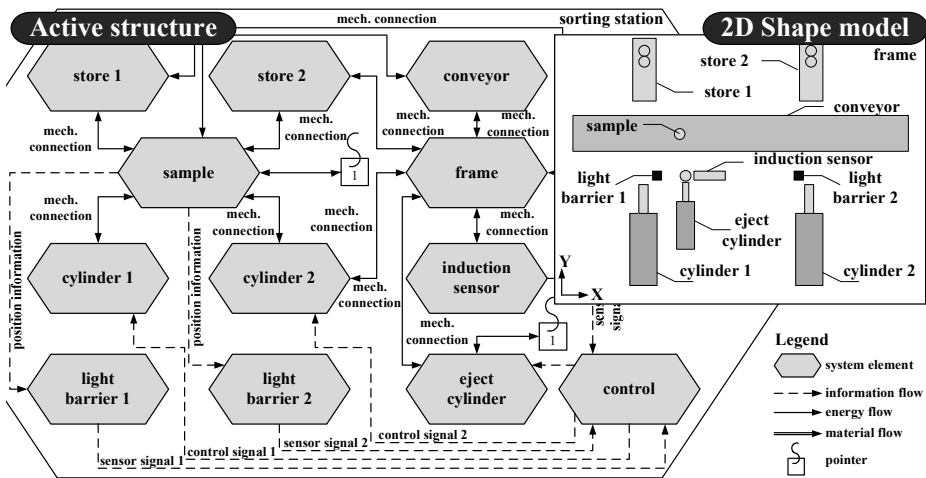 Active structure
mech. connection
sorting station
2D Shape model
frame
store 1
store 2
conveyor
store 2
store 1
conveyor
sample
mech.
connection
mech.
connection
mech.
connection
mech.
connection
mech.
connection
sample
1
frame
induction sensor
light
barrier 1
light
barrier 2
eject
cylinder
cylinder 1
cylinder 2
mech.
connection
mech.
connection
mech.
connection
position information
position information
cylinder 1
cylinder 2
mech.
connection
induction
sensor
Y
X
mech.
connection
1
light
barrier 1
light
barrier 2
eject
cylinder
control
control signal 2
sensor signal 2
control signal 1
sensor signal 1
Legend
system element
information flow
energy flow
material flow
pointer